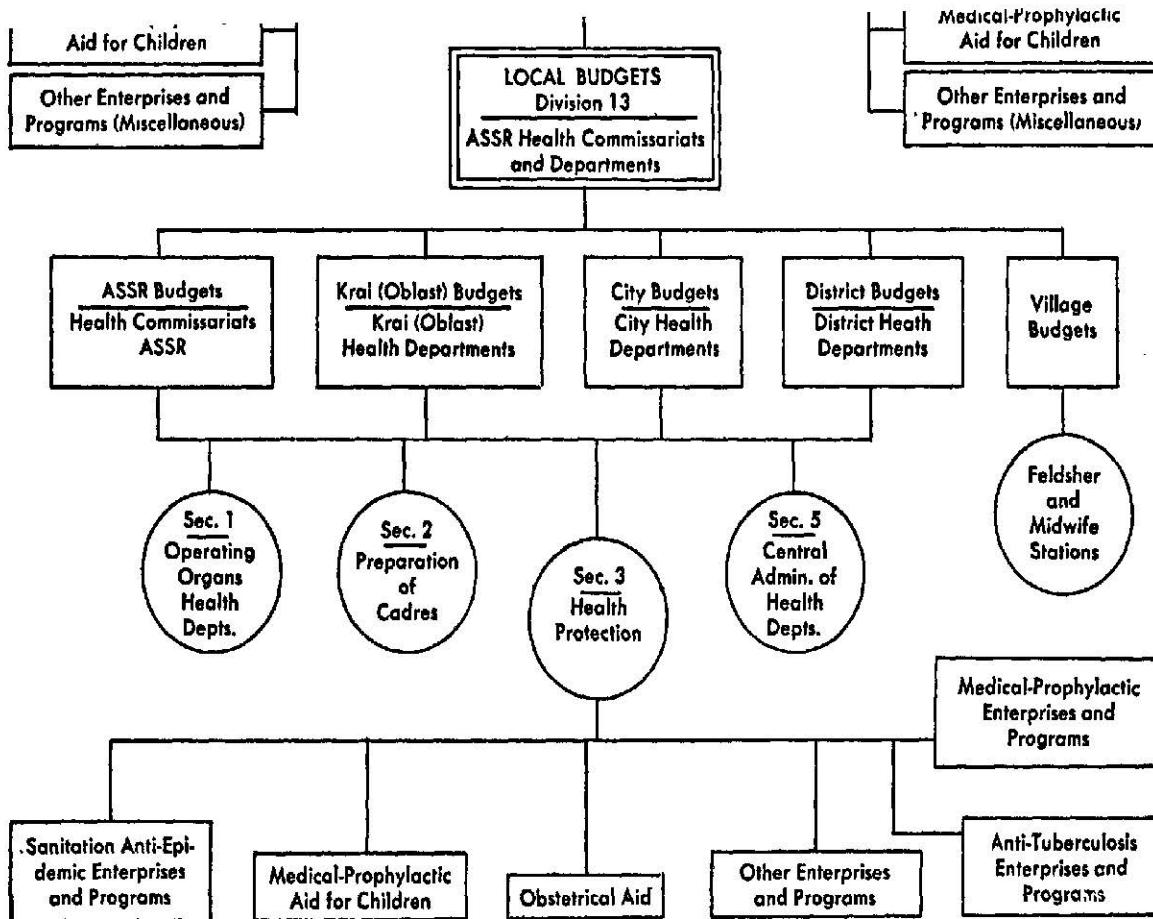 Aid for Children
Other Enterprises and
Programs (Miscellaneous)
LOCAL BUDGETS
Division 13
ASSR Health Commissariats
and Departments
Medical-Prophylactic
Aid for Children
Other Enterprises and
Programs (Miscellaneous)
ASSR Budgets
Health Commissariats
ASSR
Krai (Oblast) Budgets
Krai (Oblast)
Health Departments
City Budgets
City Health
Departments
District Budgets
District Heath
Departments
Village
Budgets
Sec. 1
Operating
Organs
Health
Depts.
Sec. 2
Preparation
of
Cadres
Sec. 3
Health
Protection
Sec. 5
Central
Admin. of
Health
Depts.
Feldsher
and
Midwife
Stations
Medical-Prophylactic
Enterprises and
Programs
Sanitation Anti-Epi-
demic Enterprises
and Programs
Medical-Prophylactic
Aid for Children
Obstetrical Aid
Other Enterprises
and Programs
Anti-Tuberculosis
Enterprises and
Programs